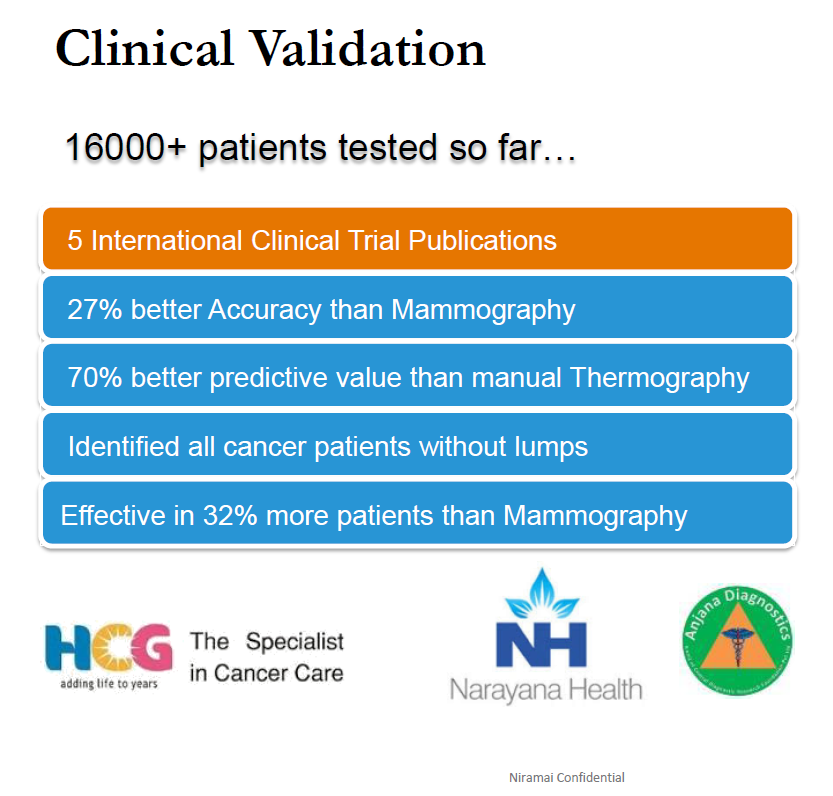 Clinical Validation
16000+ patients tested so far…
5 International Clinical Trial Publications
27% better Accuracy than Mammography
70% better predictive value than manual Thermography
Identified all cancer patients without lumps
Effective in 32% more patients than Mammography
HCG
adding life to years
The Specialist
in Cancer Care
NH
Narayana Health
Anjana Diagnostics
Niramai Confidential